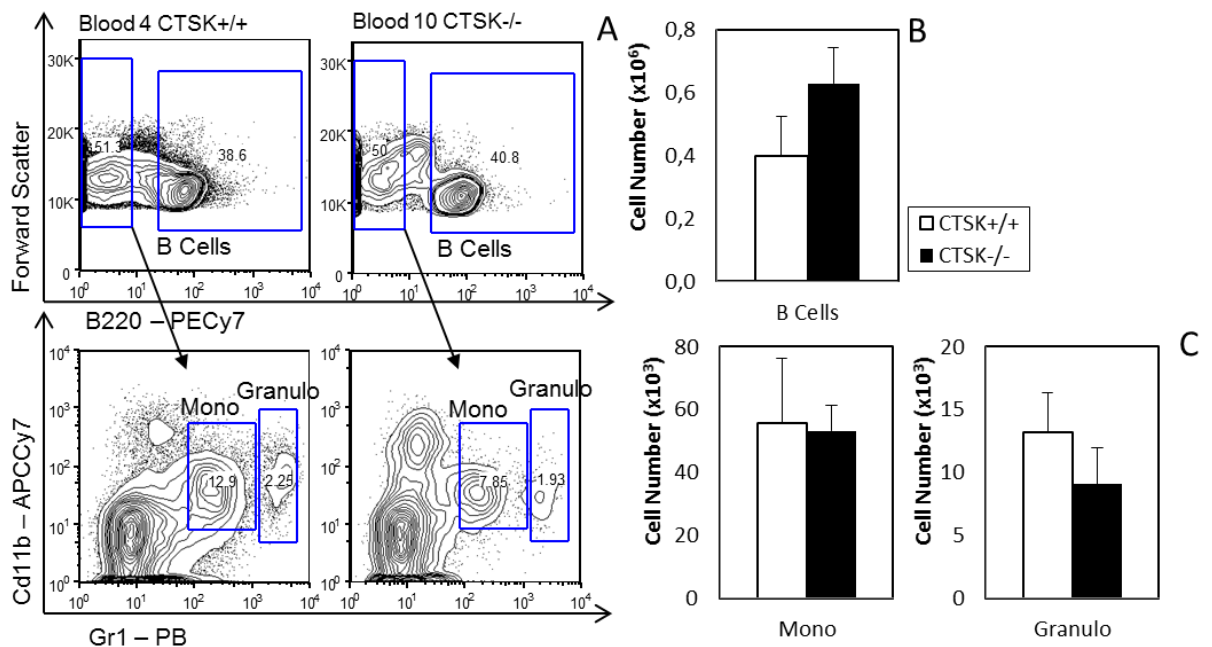 Blood 4 CTSK+/+
Blood 10 CTSK-/-
A
Forward Scatter
30K
20K
10K
0
51.3
38.6
B Cells
10⁰ 10¹ 10² 10³ 10⁴
30K
20K
10K
0
50
40.8
B Cells
10⁰ 10¹ 10² 10³ 10⁴
B220 – PECy7
B
Cell Number (x10⁶)
0,8
0,6
0,4
0,2
0,0
B Cells
CTSK+/+
CTSK-/-
Cd11b – APCCy7
10⁴
10³
10²
10¹
10⁰
Mono
Granulo
12.9
2.25
10⁰ 10¹ 10² 10³ 10⁴
10⁴
10³
10²
10¹
10⁰
Mono
Granulo
7.85
1.93
10⁰ 10¹ 10² 10³ 10⁴
Gr1 – PB
C
Cell Number (x10³)
80
60
40
20
0
Mono
Cell Number (x10³)
20
15
10
5
0
Granulo